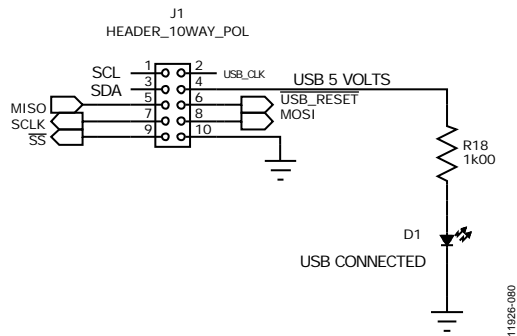 J1
HEADER_10WAY_POL
SCL 1 2 USB_CLK
SDA 3 4 USB 5 VOLTS
MISO 5 6 USB_RESET
SCLK 7 8 MOSI
SS 9 10
R18
1k00
D1
USB CONNECTED
11926-080